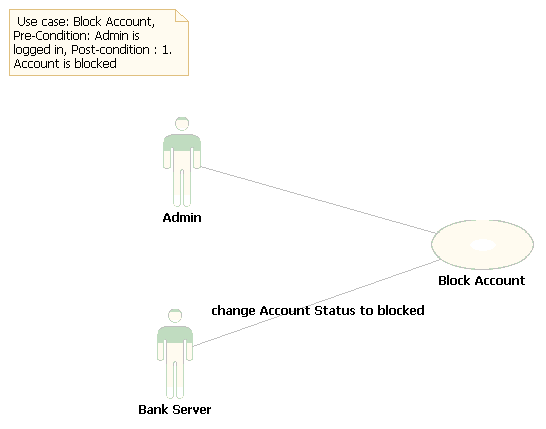 Use case: Block Account,
Pre-Condition: Admin is
logged in, Post-condition : 1.
Account is blocked
Admin
Block Account
change Account Status to blocked
Bank Server